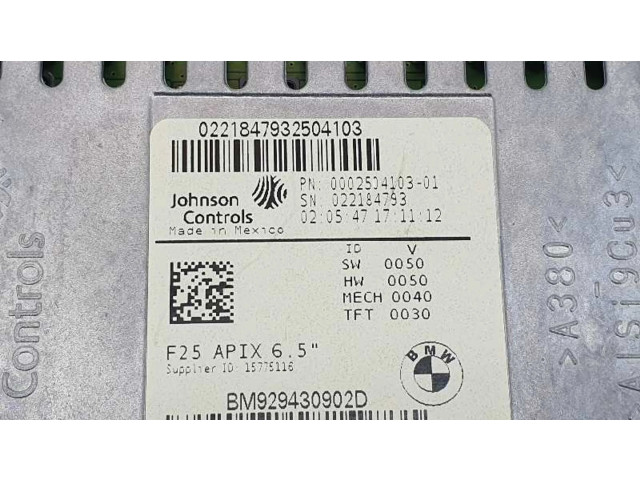 0221847932504103
Johnson
Controls
Made in Mexico
PN: 0002504103-01
SN: 022184793
02:05:47 17:11:12
ID V
SW 0050
HW 0050
MECH 0040
TFT 0030
F25 APIX 6.5"
Supplier ID: 15775116
BMW
BM929430902D
Controls
>A380<
AlSi9Cu3<